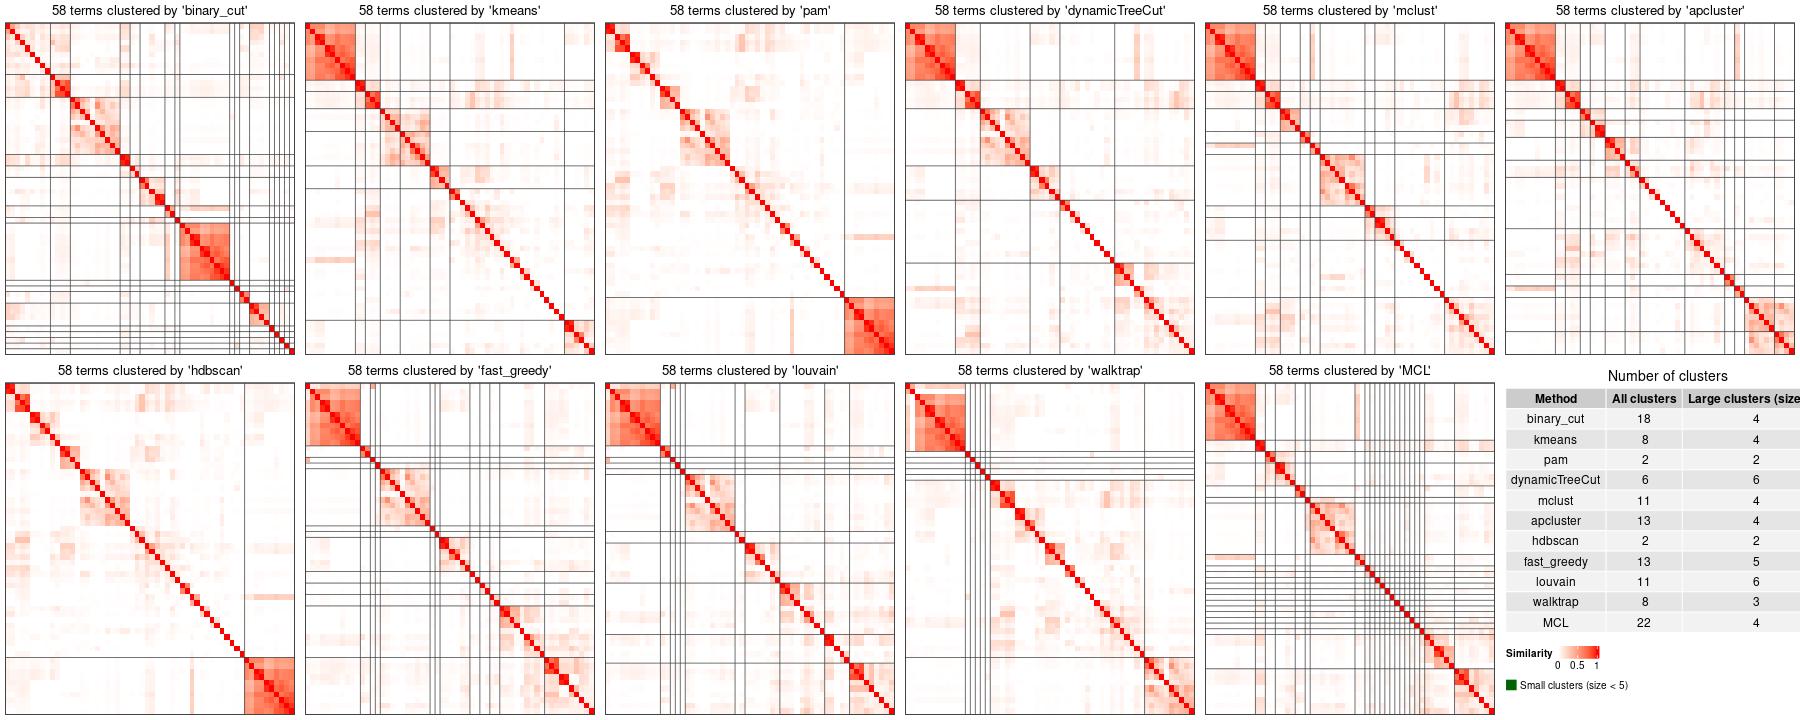 58 terms clustered by 'binary_cut'
58 terms clustered by 'kmeans'
58 terms clustered by 'pam'
58 terms clustered by 'dynamicTreeCut'
58 terms clustered by 'mclust'
58 terms clustered by 'apcluster'
58 terms clustered by 'hdbscan'
58 terms clustered by 'fast_greedy'
58 terms clustered by 'louvain'
58 terms clustered by 'walktrap'
58 terms clustered by 'MCL'
Number of clusters
Method All clusters Large clusters (size
binary_cut 18 4
kmeans 8 4
pam 2 2
dynamicTreeCut 6 6
mclust 11 4
apcluster 13 4
hdbscan 2 2
fast_greedy 13 5
louvain 11 6
walktrap 8 3
MCL 22 4
Similarity
0 0.5 1
Small clusters (size < 5)